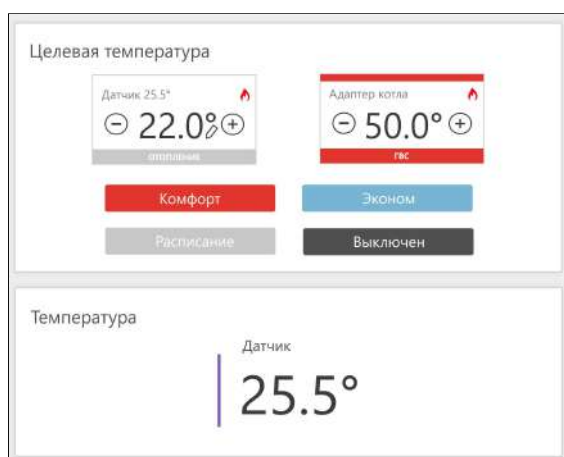 Целевая температура
Датчик 25.5°
22.0°
отопление
Адаптер котла
50.0°
ГВС
Комфорт
Эконом
Расписание
Выключен
Температура
Датчик
25.5°